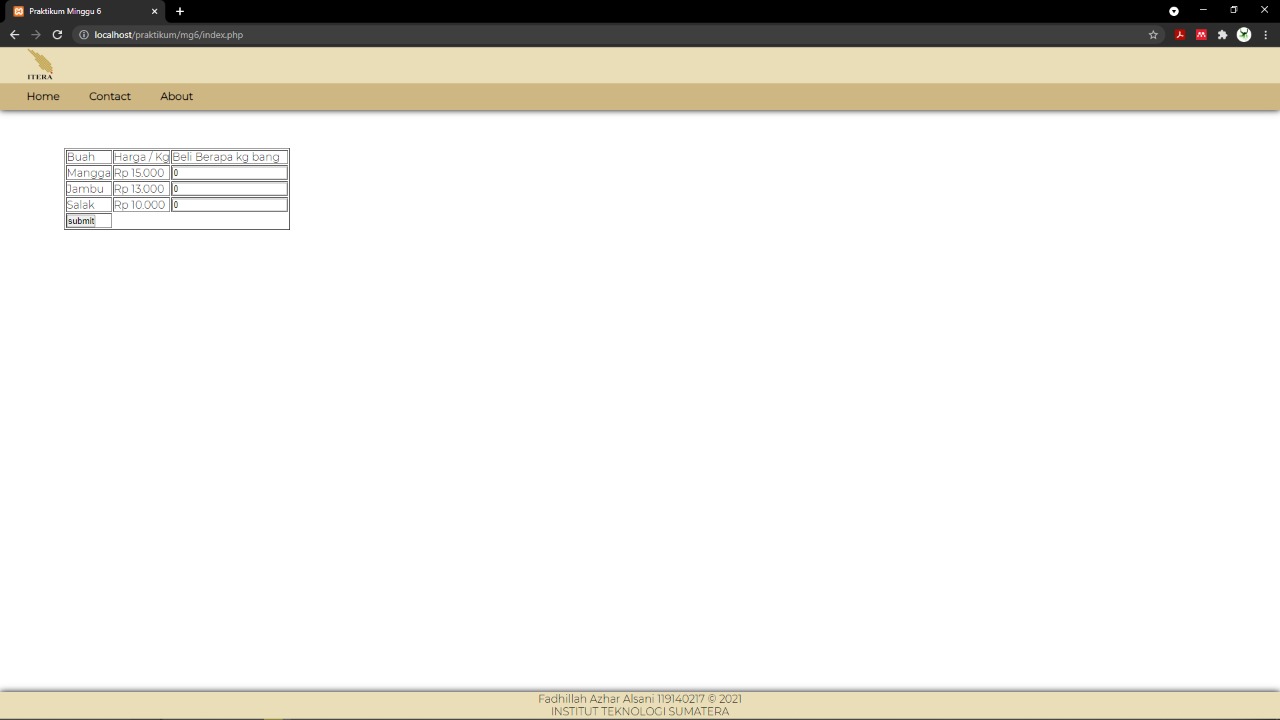 Praktikum Minggu 6
localhost/praktikum/mg6/index.php
ITERA
Home Contact About
Buah Harga / Kg Beli Berapa kg bang
Mangga Rp 15.000 0
Jambu Rp 13.000 0
Salak Rp 10.000 0
submit
Fadhillah Azhar Alsani 119140217 © 2021
INSTITUT TEKNOLOGI SUMATERA